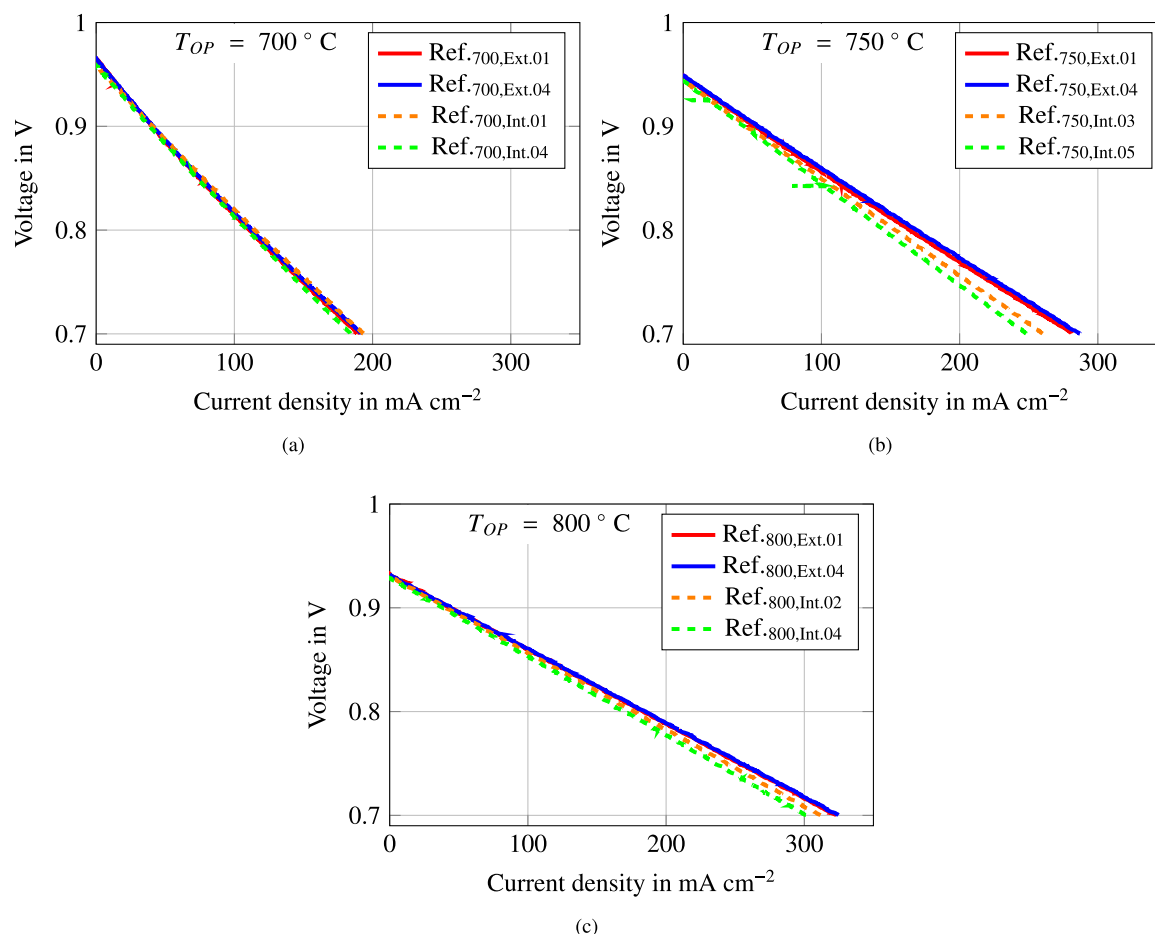 T_OP = 700 ° C
Ref.700,Ext.01
Ref.700,Ext.04
Ref.700,Int.01
Ref.700,Int.04
1
0.9
0.8
0.7
Voltage in V
0
100
200
300
Current density in mA cm⁻²
(a)
T_OP = 750 ° C
Ref.750,Ext.01
Ref.750,Ext.04
Ref.750,Int.03
Ref.750,Int.05
1
0.9
0.8
0.7
Voltage in V
0
100
200
300
Current density in mA cm⁻²
(b)
T_OP = 800 ° C
Ref.800,Ext.01
Ref.800,Ext.04
Ref.800,Int.02
Ref.800,Int.04
1
0.9
0.8
0.7
Voltage in V
0
100
200
300
Current density in mA cm⁻²
(c)